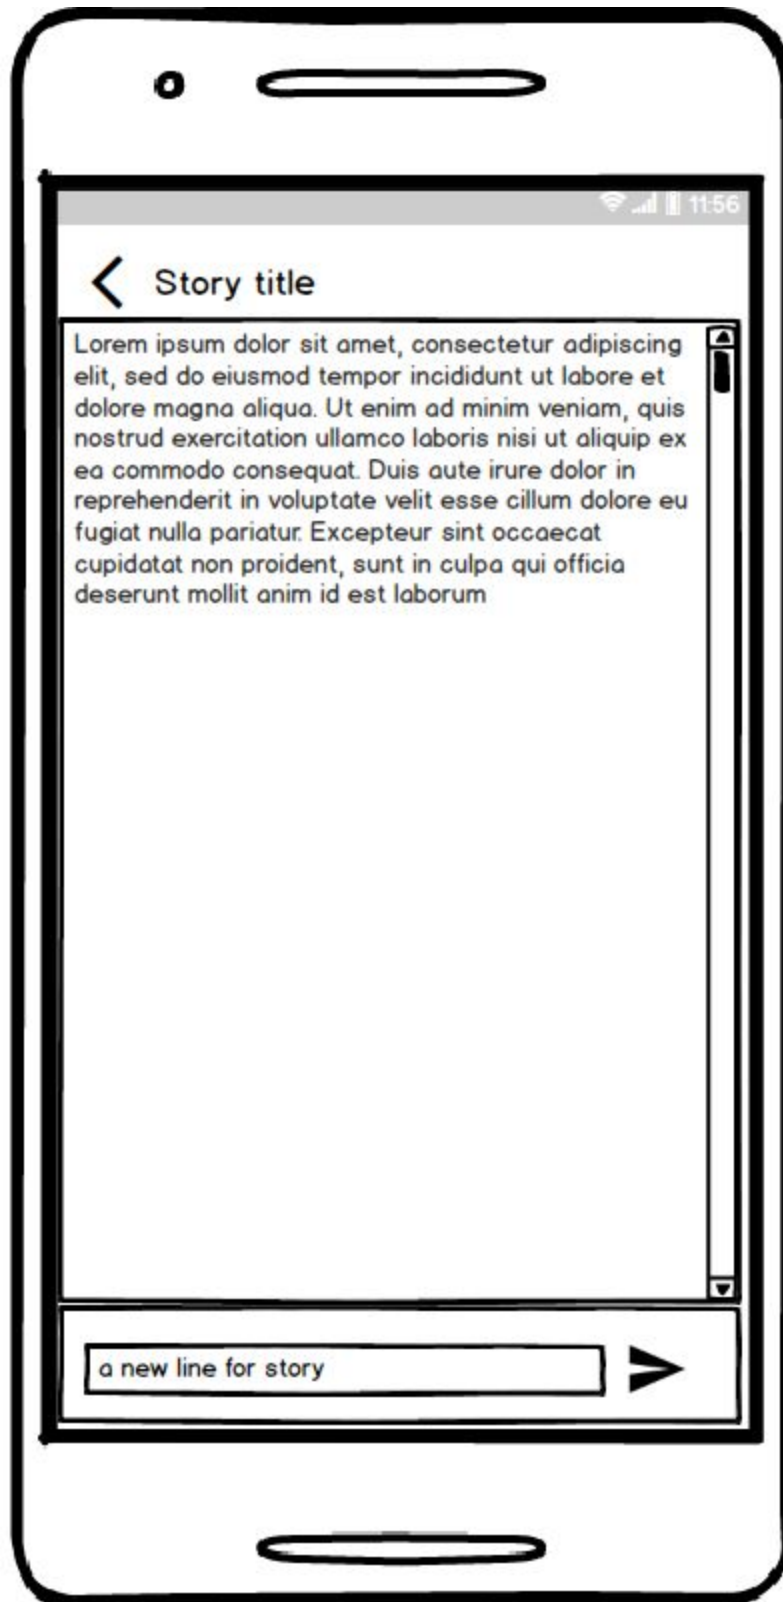 11:56
Story title
Lorem ipsum dolor sit amet, consectetur adipiscing
elit, sed do eiusmod tempor incididunt ut labore et
dolore magna aliqua. Ut enim ad minim veniam, quis
nostrud exercitation ullamco laboris nisi ut aliquip ex
ea commodo consequat. Duis aute irure dolor in
reprehenderit in voluptate velit esse cillum dolore eu
fugiat nulla pariatur. Excepteur sint occaecat
cupidatat non proident, sunt in culpa qui officia
deserunt mollit anim id est laborum
a new line for story